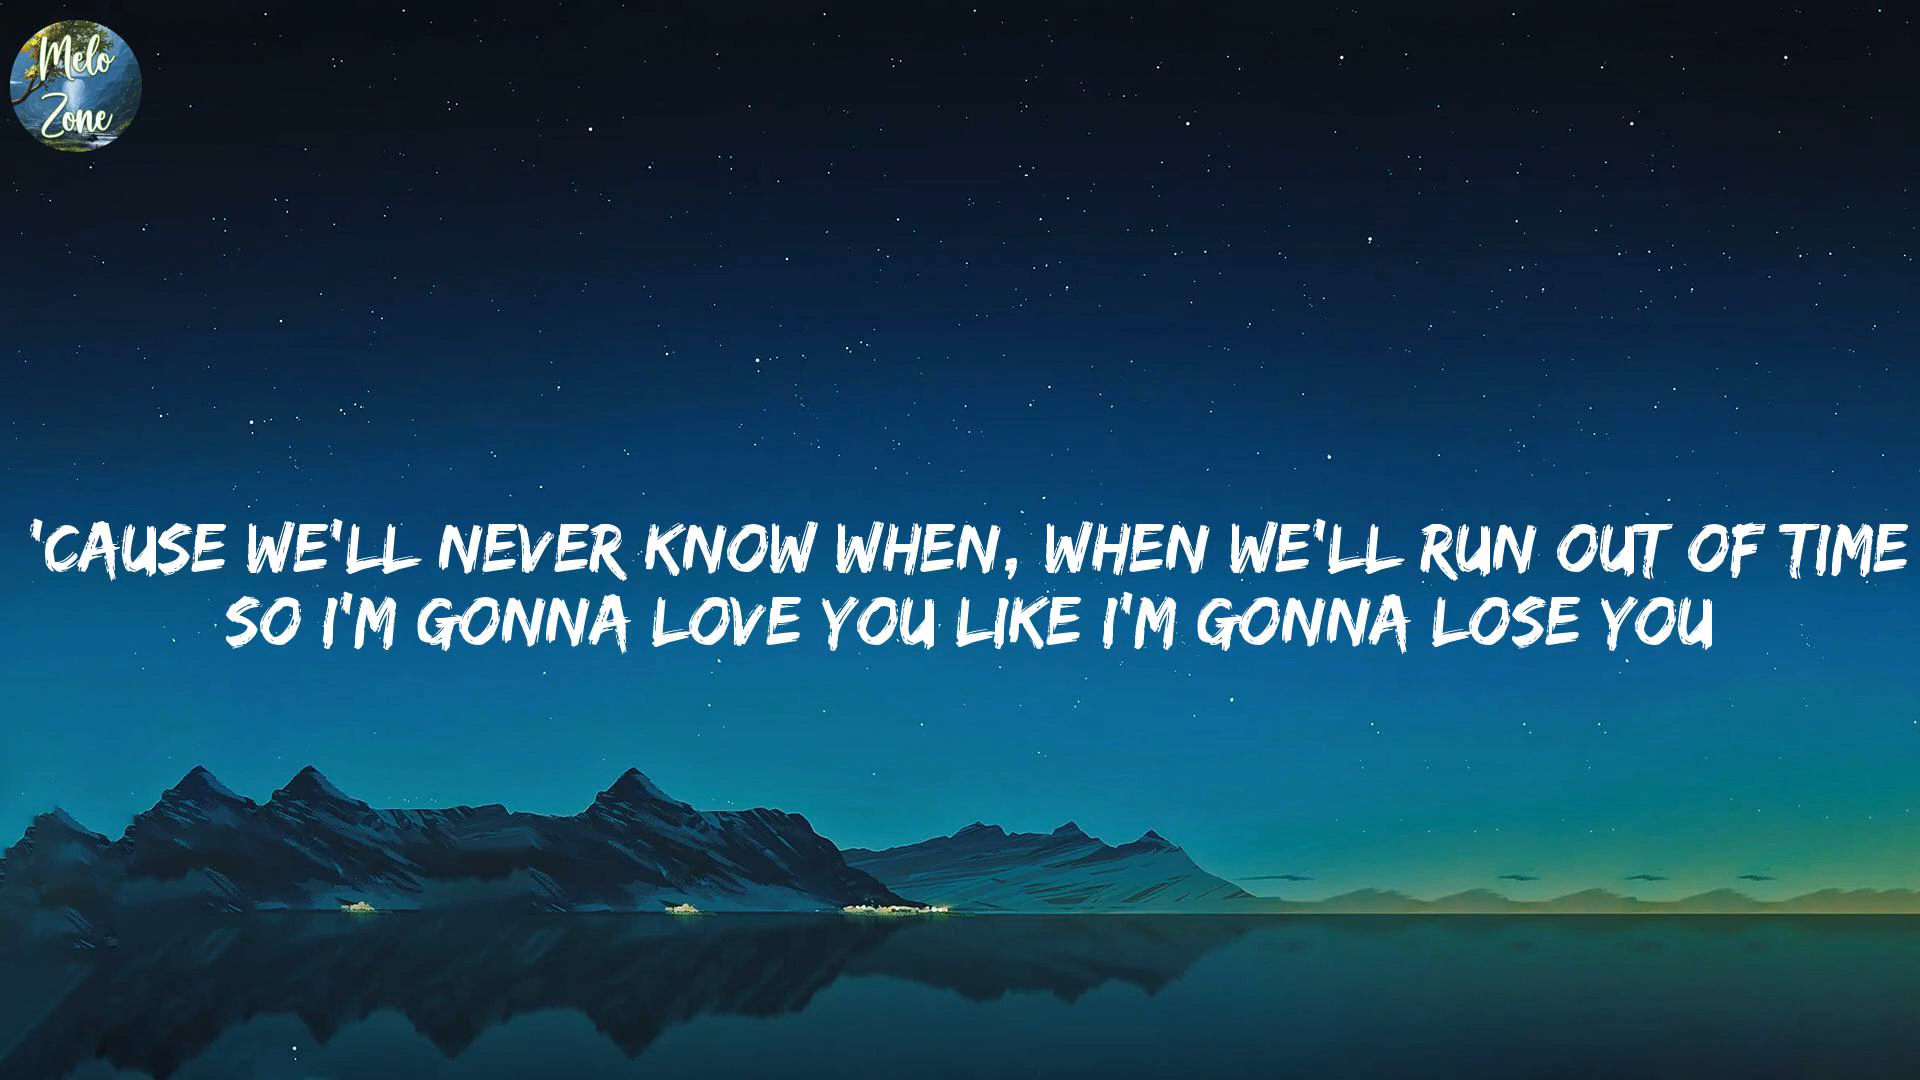 Melo
Zone
'CAUSE WE'LL NEVER KNOW WHEN, WHEN WE'LL RUN OUT OF TIME
SO I'M GONNA LOVE YOU LIKE I'M GONNA LOSE YOU